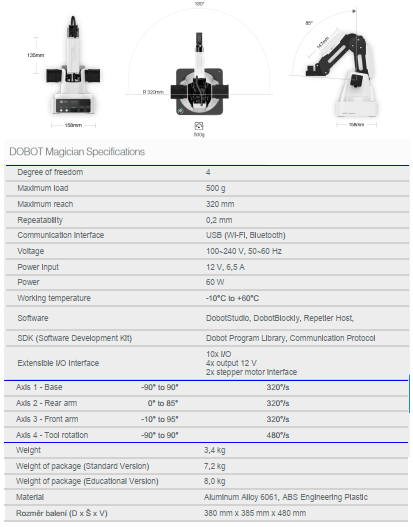 180°
85°
135mm
147mm
R 320mm
158mm
500g
158mm
DOBOT Magician Specifications
Degree of freedom 4
Maximum load 500 g
Maximum reach 320 mm
Repeatability 0,2 mm
Communication Interface USB (Wi-Fi, Bluetooth)
Voltage 100~240 V, 50~60 Hz
Power Input 12 V, 6,5 A
Power 60 W
Working temperature -10°C to +60°C
Software DobotStudio, DobotBlockly, Repetier Host,
SDK (Software Development Kit) Dobot Program Library, Communication Protocol
10x I/O
Extensible I/O Interface 4x output 12 V
2x stepper motor interface
Axis 1 - Base -90° to 90° 320°/s
Axis 2 - Rear arm 0° to 85° 320°/s
Axis 3 - Front arm -10° to 95° 320°/s
Axis 4 - Tool rotation -90° to 90° 480°/s
Weight 3,4 kg
Weight of package (Standard Version) 7,2 kg
Weight of package (Educational Version) 8,0 kg
Material Aluminum Alloy 6061, ABS Engineering Plastic
Rozměr balení (D x Š x V) 380 mm x 385 mm x 480 mm